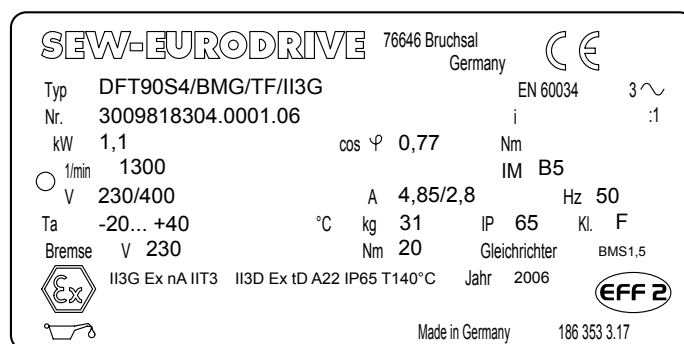 SEW-EURODRIVE 76646 Bruchsal Germany CE
Typ DFT90S4/BMG/TF/II3G EN 60034 3~
Nr. 3009818304.0001.06 i :1
kW 1,1 cos φ 0,77 Nm
1/min 1300 IM B5
V 230/400 A 4,85/2,8 Hz 50
Ta -20... +40 °C kg 31 IP 65 Kl. F
Bremse V 230 Nm 20 Gleichrichter BMS1,5
Ex II3G Ex nA IIT3 II3D Ex tD A22 IP65 T140°C Jahr 2006
EFF 2
Made in Germany 186 353 3.17